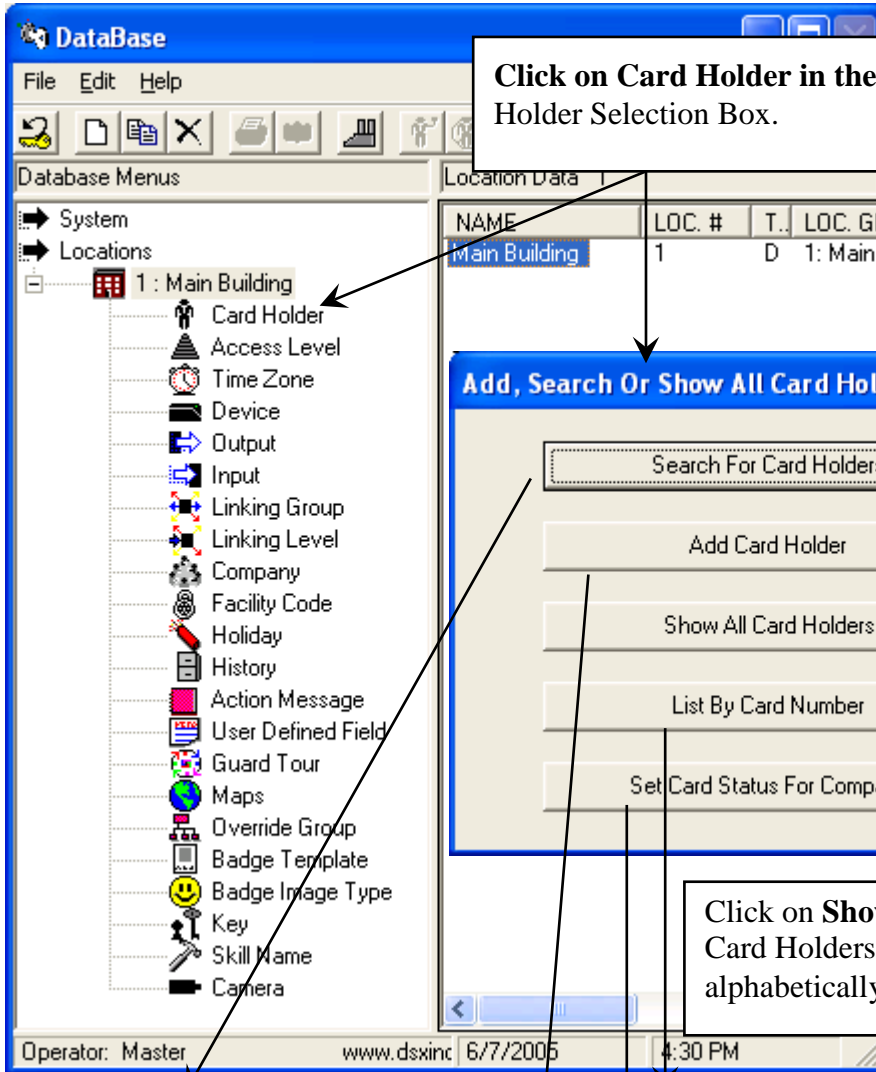 DataBase
File Edit Help
Click on Card Holder in the
Holder Selection Box.
Database Menus
Location Data 1
System
Locations
1 : Main Building
Card Holder
Access Level
Time Zone
Device
Output
Input
Linking Group
Linking Level
Company
Facility Code
Holiday
History
Action Message
User Defined Field
Guard Tour
Maps
Override Group
Badge Template
Badge Image Type
Key
Skill Name
Camera
NAME LOC. # T.. LOC. G
Main Building 1 D 1: Main
Add, Search Or Show All Card Hol
Search For Card Holders
Add Card Holder
Show All Card Holders
List By Card Number
Set Card Status For Compa
Click on Show
Card Holders
alphabetically
Operator: Master www.dsxinc 6/7/2005 4:30 PM